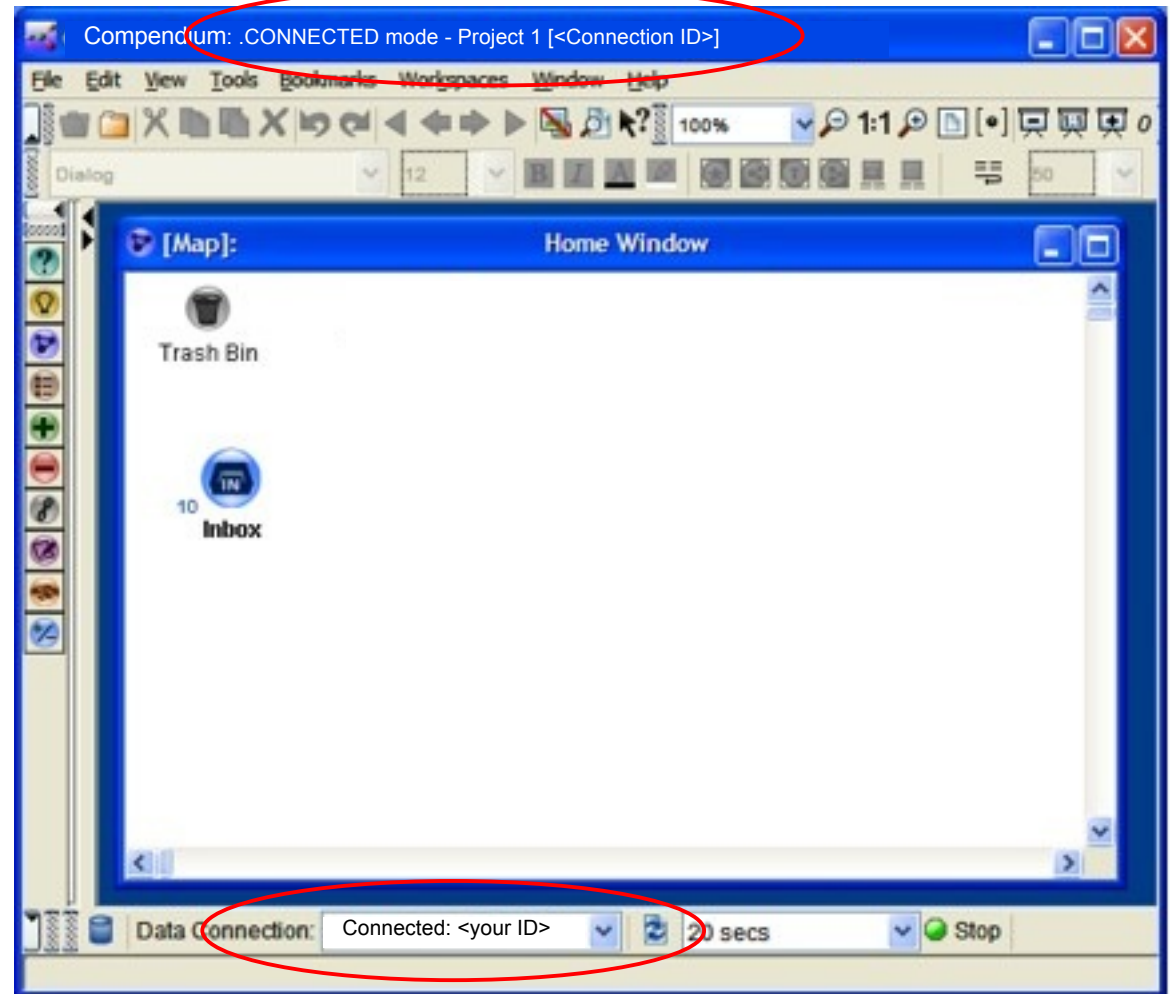 Compendium: .CONNECTED mode - Project 1 [<Connection ID>]
File Edit View Tools Bookmarks Workspaces Window Help
100% 1:1
Dialog 12 B I A 50
[Map]: Home Window
Trash Bin
IN
10
Inbox
Data Connection: Connected: <your ID> 20 secs Stop